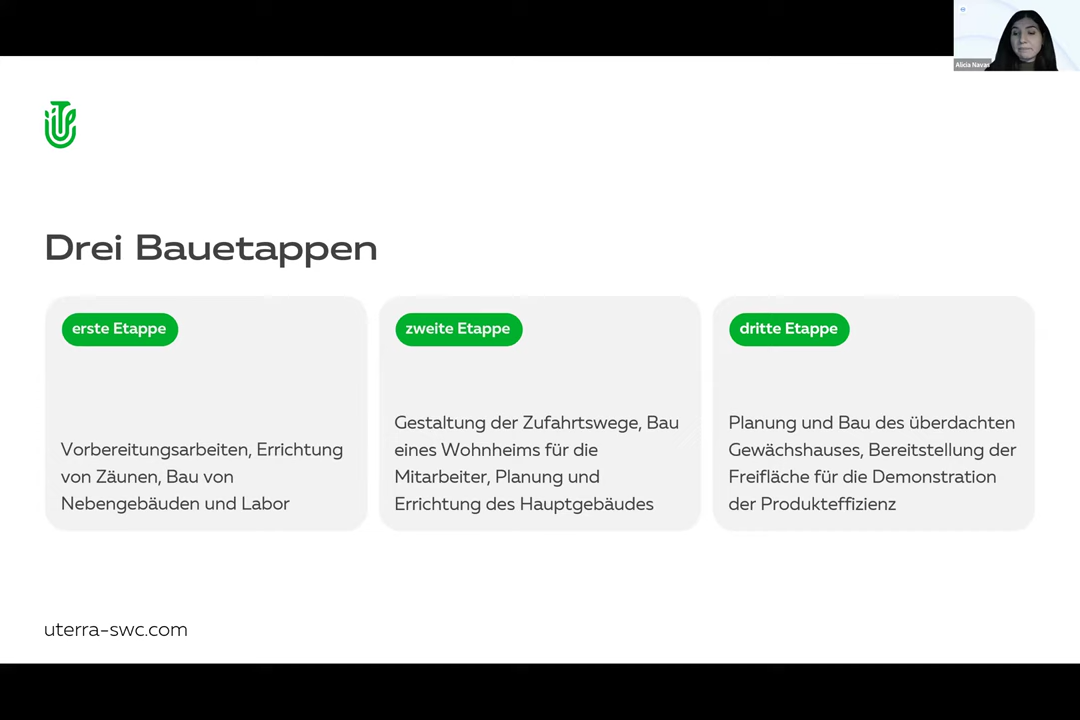 Alicia Navas
Drei Bauetappen
erste Etappe
Vorbereitungsarbeiten, Errichtung
von Zäunen, Bau von
Nebengebäuden und Labor
zweite Etappe
Gestaltung der Zufahrtswege, Bau
eines Wohnheims für die
Mitarbeiter, Planung und
Errichtung des Hauptgebäudes
dritte Etappe
Planung und Bau des überdachten
Gewächshauses, Bereitstellung der
Freifläche für die Demonstration
der Produkteffizienz
uterra-swc.com